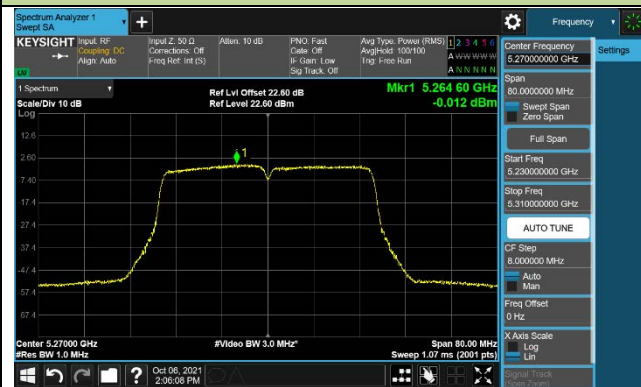 Spectrum Analyzer 1
Swept SA
Frequency
KEYSIGHT
Input: RF
Coupling: DC
Align: Auto
Input Z: 50 Ω
Corrections: Off
Freq Ref: Int (S)
Atten: 10 dB
PNO: Fast
Gate: Off
IF Gain: Low
Sig Track: Off
Avg Type: Power (RMS)
Avg|Hold: 100/100
Trig: Free Run
1 2 3 4 5 6
A W W W W W
A N N N N N
LXI
1 Spectrum
Scale/Div 10 dB
Log
Ref Lvl Offset 22.60 dB
Ref Level 22.60 dBm
Mkr1 5.264 60 GHz
-0.012 dBm
12.6
2.60
-7.40
-17.4
-27.4
-37.4
-47.4
-57.4
-67.4
1
Center 5.27000 GHz
#Res BW 1.0 MHz
#Video BW 3.0 MHz*
Span 80.00 MHz
Sweep 1.07 ms (2001 pts)
Oct 06, 2021
2:06:08 PM
Center Frequency
5.270000000 GHz
Settings
Span
80.0000000 MHz
Swept Span
Zero Span
Full Span
Start Freq
5.230000000 GHz
Stop Freq
5.310000000 GHz
AUTO TUNE
CF Step
8.000000 MHz
Auto
Man
Freq Offset
0 Hz
X Axis Scale
Log
Lin
Signal Track
(Span Zoom)